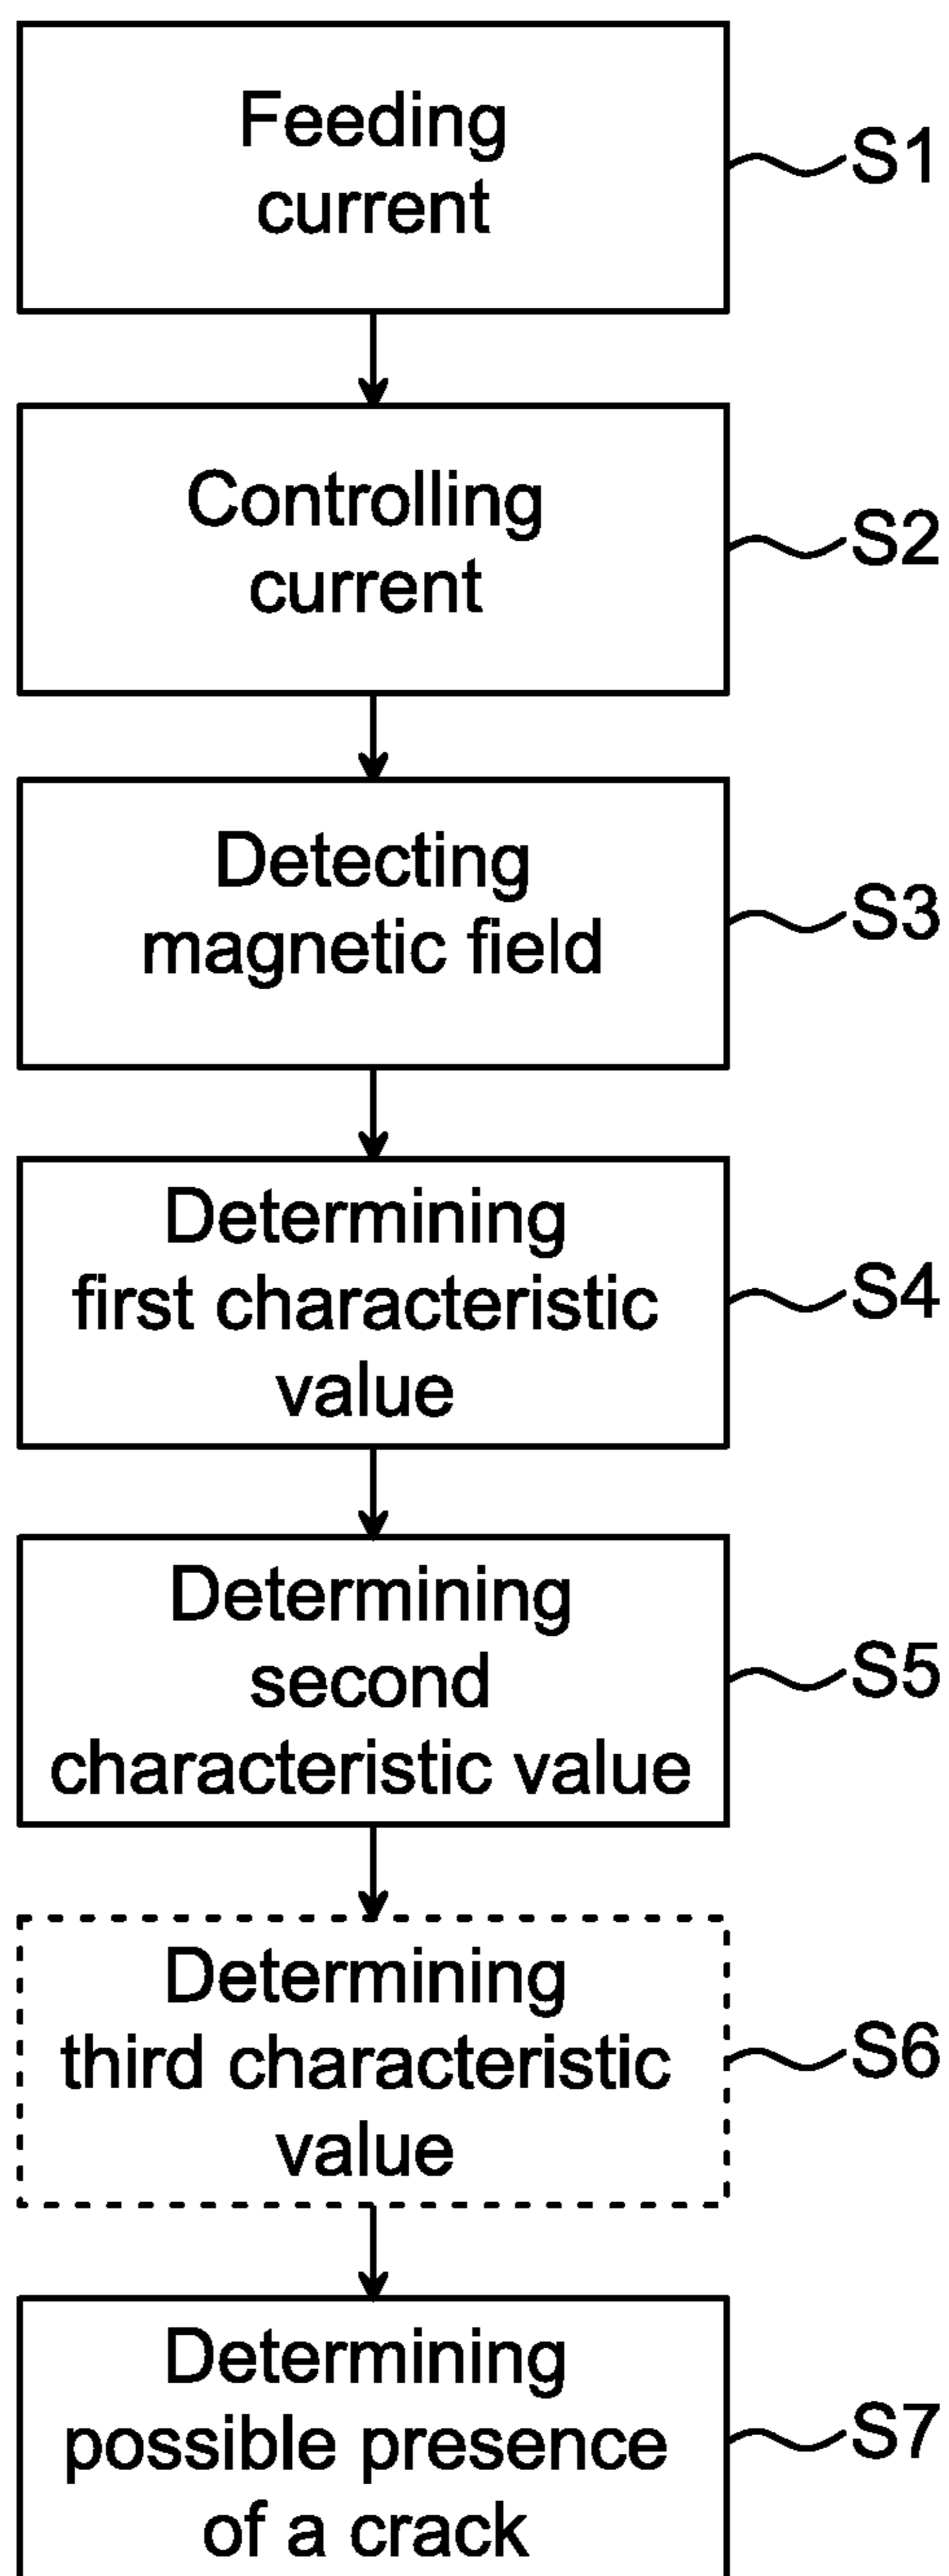 Feeding
current
S1
Controlling
current
S2
Detecting
magnetic field
S3
Determining
first characteristic
value
S4
Determining
second
characteristic value
S5
Determining
third characteristic
value
S6
Determining
possible presence
of a crack
S7